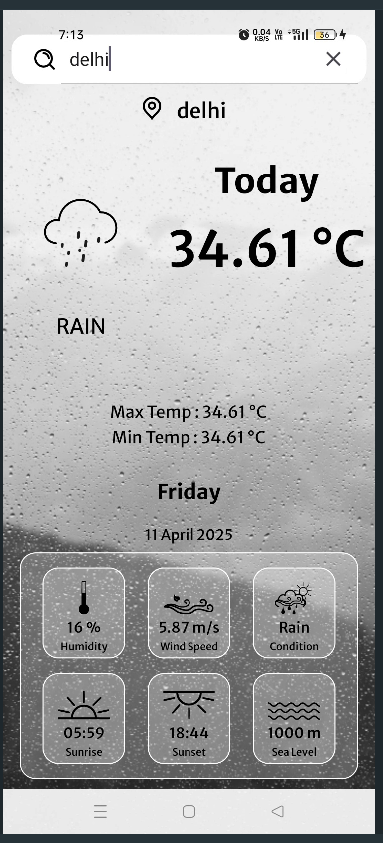 7:13 0.04 KB/S Vo LTE 5G 36
delhi
delhi
Today
34.61 °C
RAIN
Max Temp : 34.61 °C
Min Temp : 34.61 °C
Friday
11 April 2025
16 % 5.87 m/s Rain
Humidity Wind Speed Condition
05:59 18:44 1000 m
Sunrise Sunset Sea Level